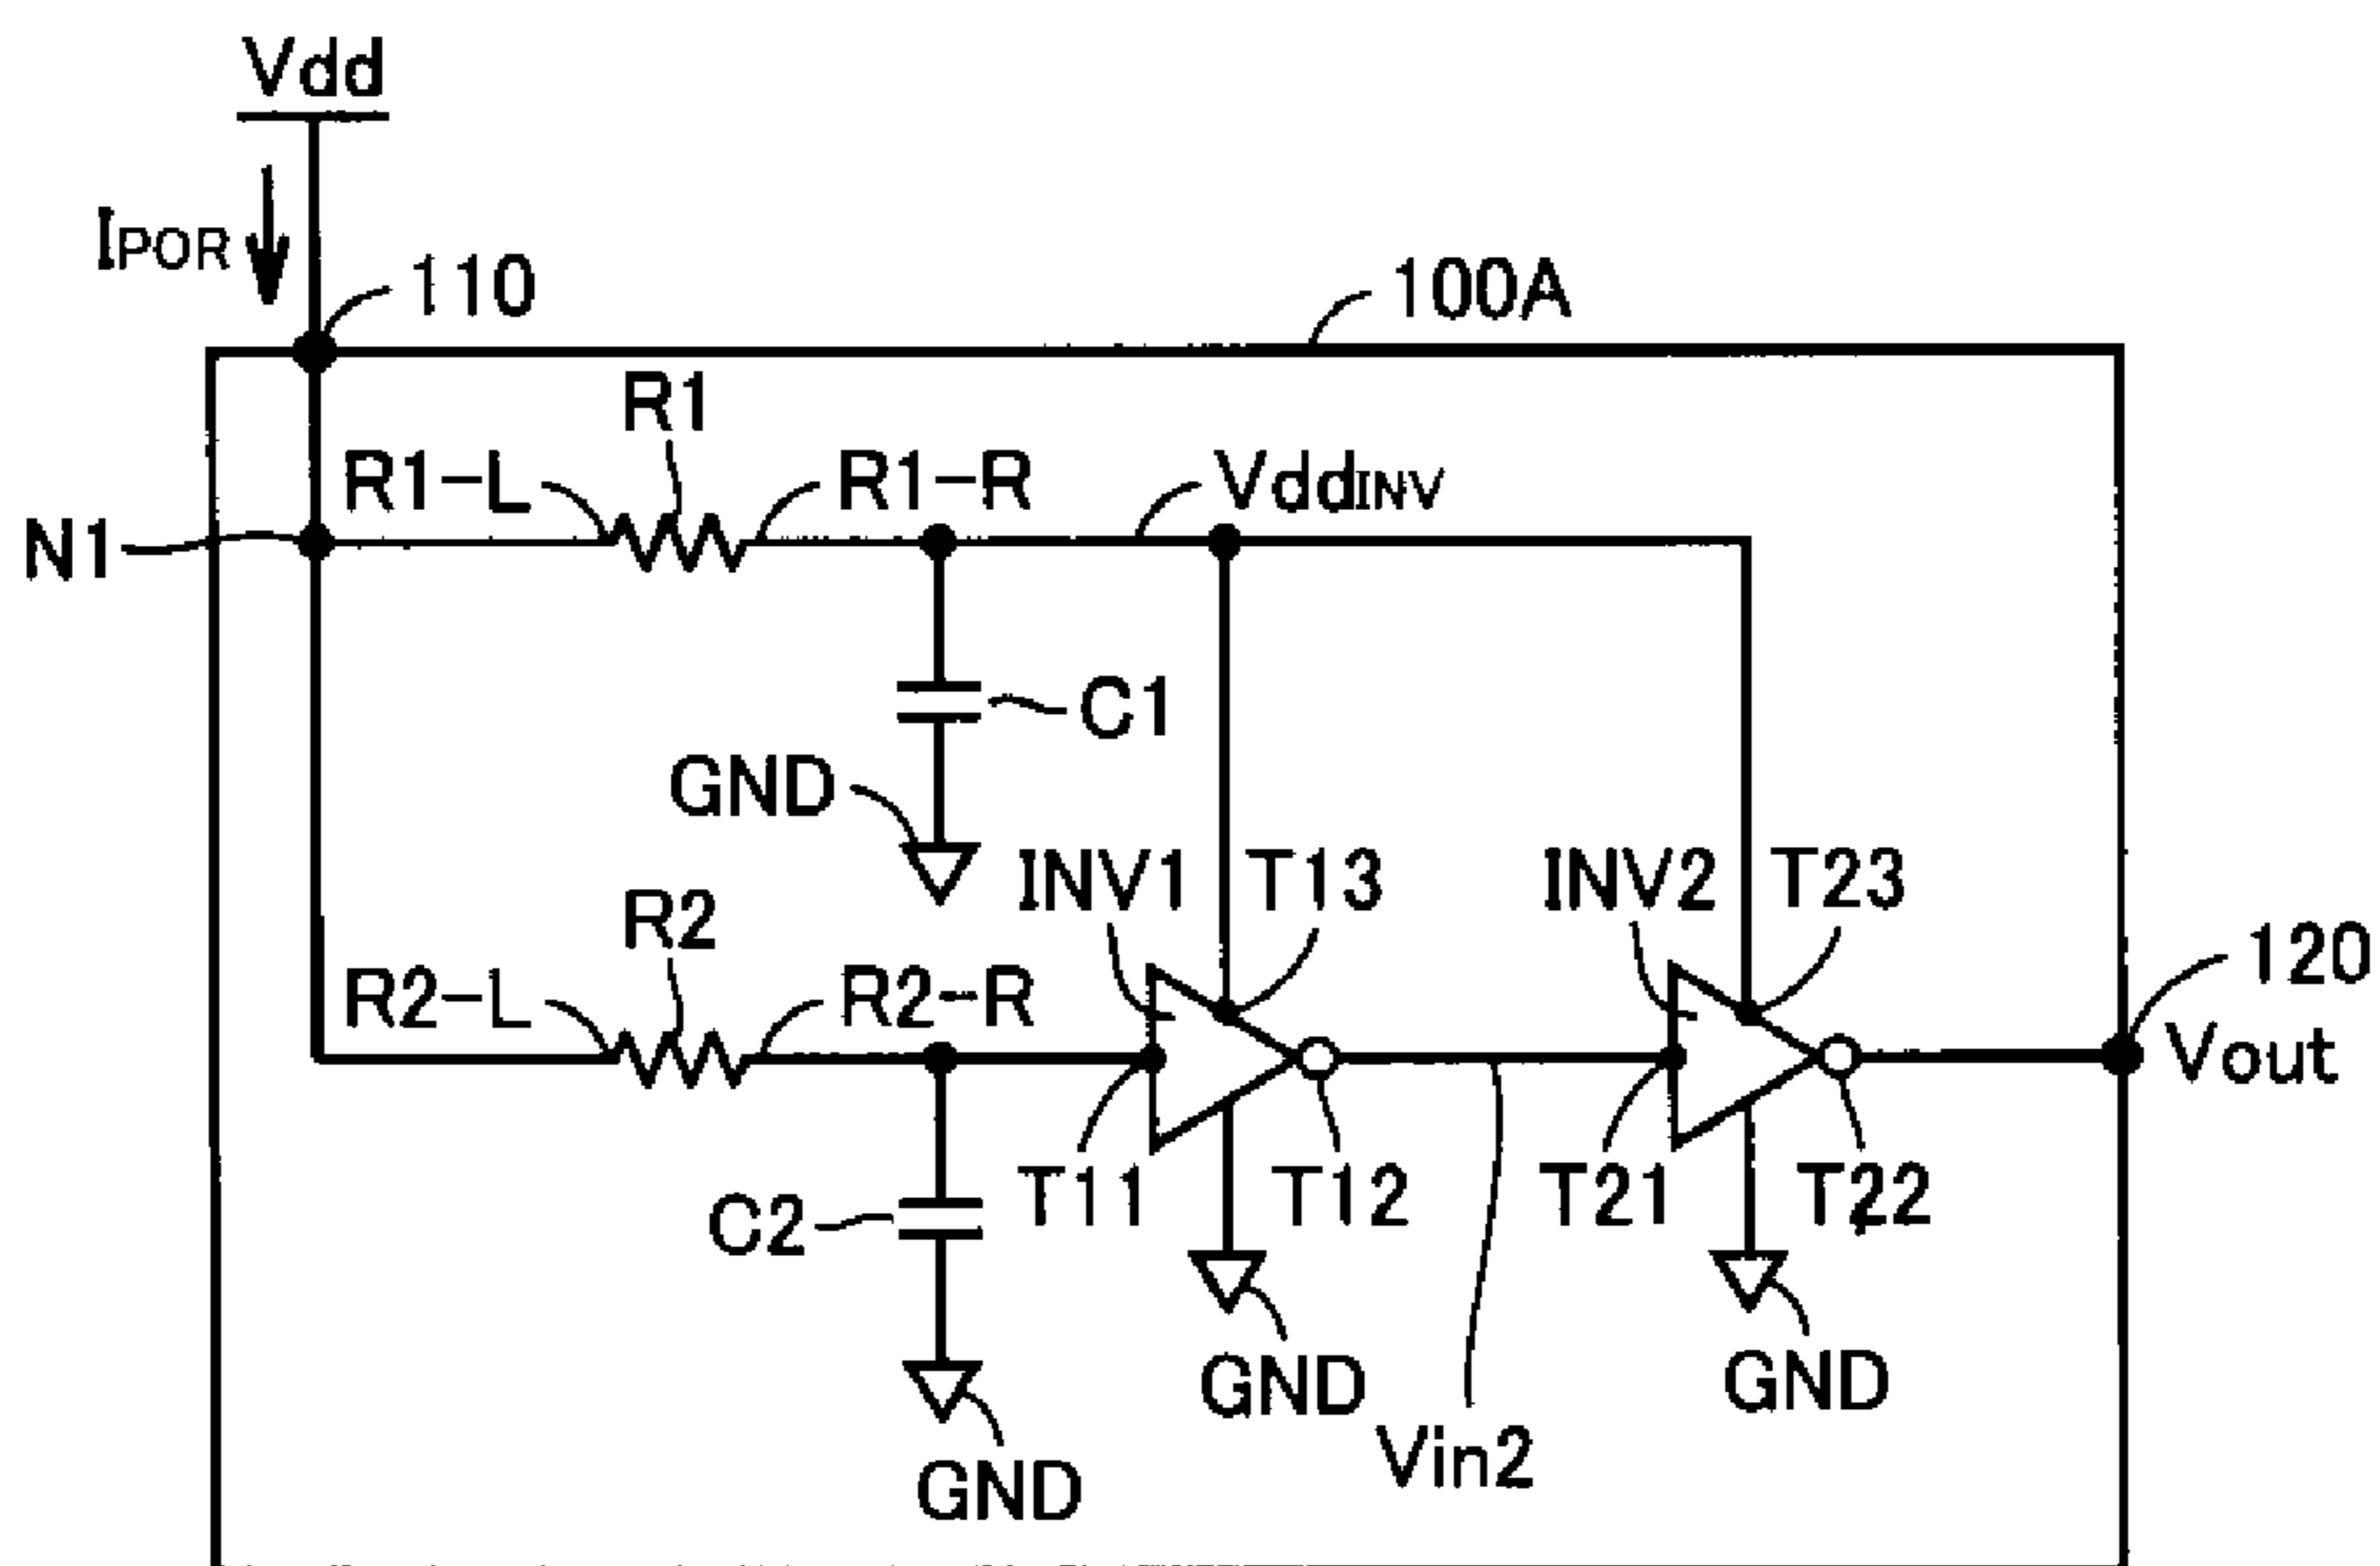 Vdd
IPOR
110
100A
R1
R1-L
R1-R
VddINV
N1
C1
GND
INV1
T13
INV2
T23
R2
120
R2-L
R2-R
Vout
T11
T12
T21
T22
C2
GND
GND
Vin2
GND